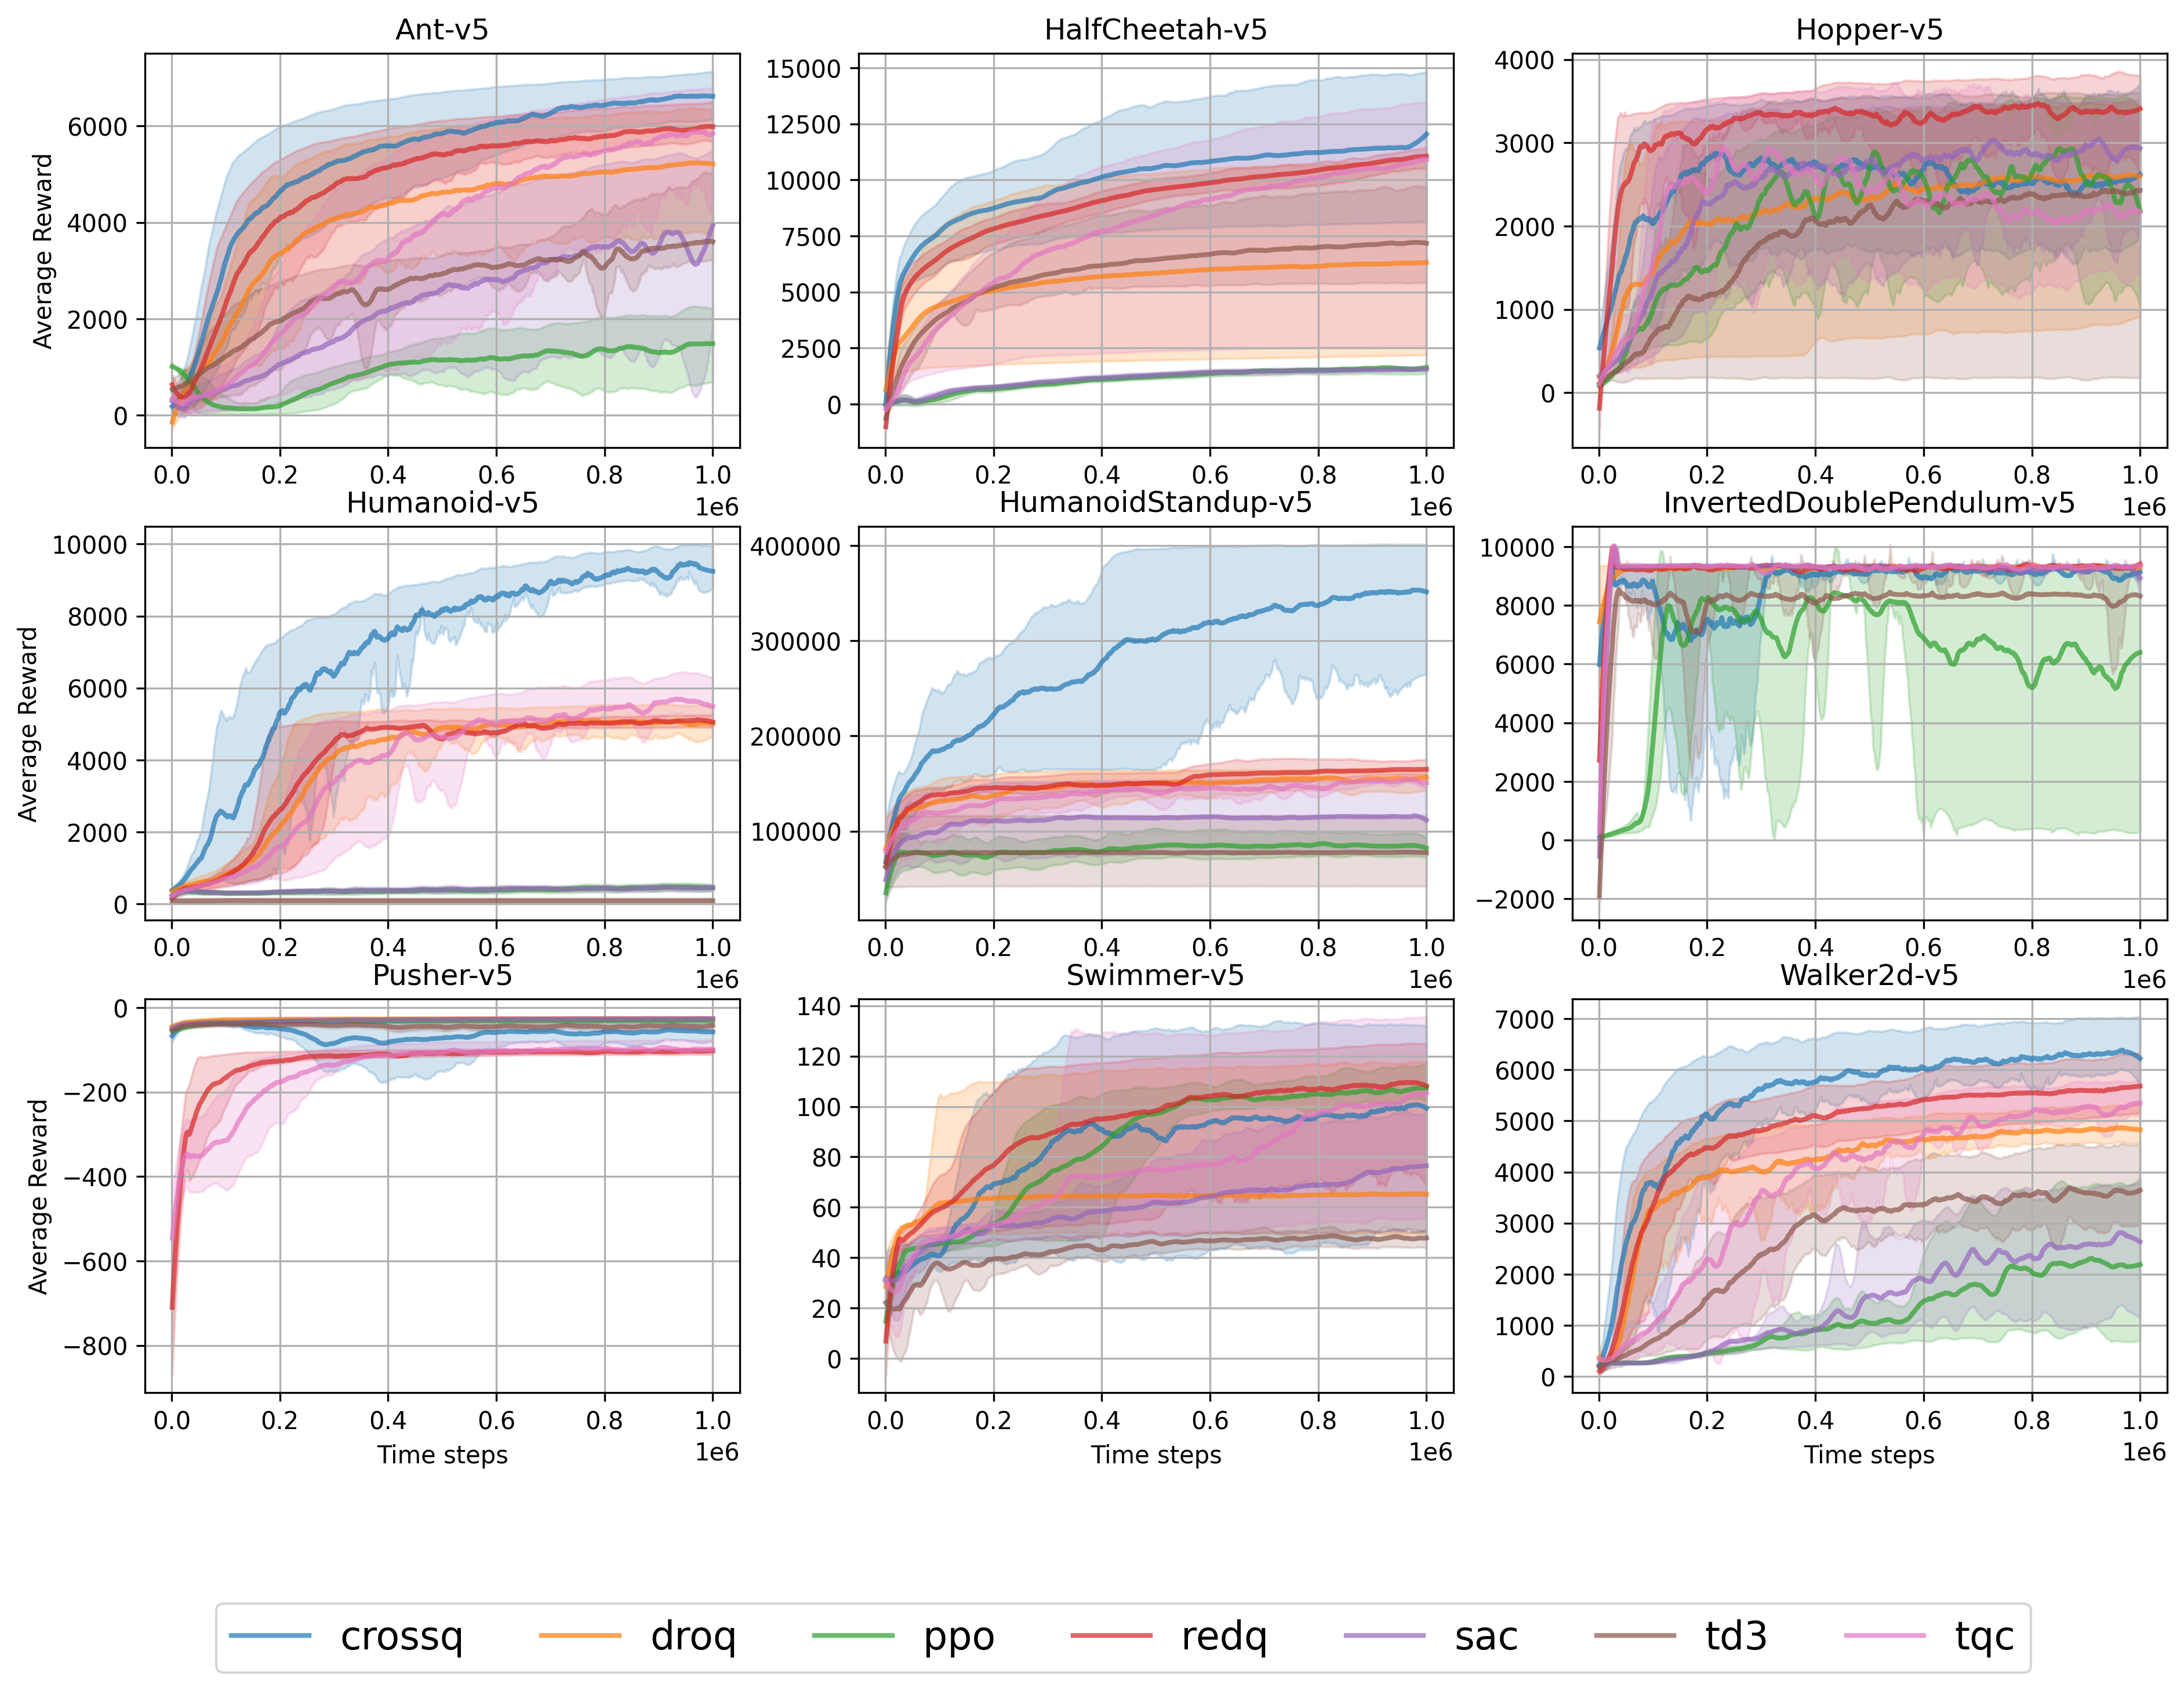 Ant-v5
HalfCheetah-v5
Hopper-v5
Average Reward
6000
4000
2000
0
0.0 0.2 0.4 0.6 0.8 1.0
1e6
15000
12500
10000
7500
5000
2500
0
0.0 0.2 0.4 0.6 0.8 1.0
1e6
4000
3000
2000
1000
0
0.0 0.2 0.4 0.6 0.8 1.0
1e6
Humanoid-v5
HumanoidStandup-v5
InvertedDoublePendulum-v5
Average Reward
10000
8000
6000
4000
2000
0
0.0 0.2 0.4 0.6 0.8 1.0
1e6
400000
300000
200000
100000
0.0 0.2 0.4 0.6 0.8 1.0
1e6
10000
8000
6000
4000
2000
0
−2000
0.0 0.2 0.4 0.6 0.8 1.0
1e6
Pusher-v5
Swimmer-v5
Walker2d-v5
Average Reward
0
−200
−400
−600
−800
0.0 0.2 0.4 0.6 0.8 1.0
Time steps
1e6
140
120
100
80
60
40
20
0
0.0 0.2 0.4 0.6 0.8 1.0
Time steps
1e6
7000
6000
5000
4000
3000
2000
1000
0
0.0 0.2 0.4 0.6 0.8 1.0
Time steps
1e6
crossq droq ppo redq sac td3 tqc